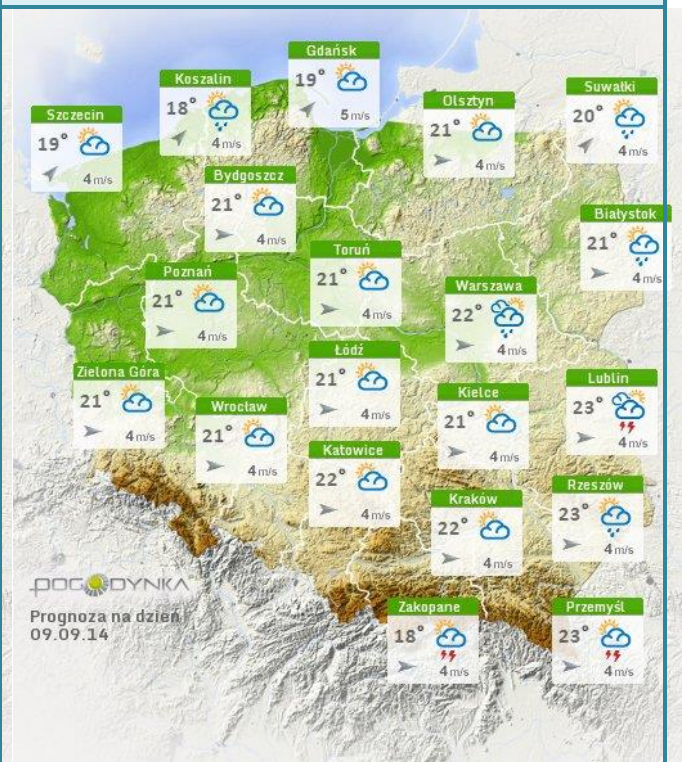 Gdańsk
19°
5 m/s
Koszalin
18°
4 m/s
Suwałki
20°
4 m/s
Olsztyn
21°
4 m/s
Szczecin
19°
4 m/s
Bydgoszcz
21°
4 m/s
Białystok
21°
4 m/s
Toruń
21°
4 m/s
Poznań
21°
4 m/s
Warszawa
22°
4 m/s
Łódź
21°
4 m/s
Zielona Góra
21°
4 m/s
Lublin
23°
4 m/s
Kielce
21°
4 m/s
Wrocław
21°
4 m/s
Katowice
22°
4 m/s
Rzeszów
23°
4 m/s
Kraków
22°
4 m/s
POGODYNKA
Prognoza na dzień
09.09.14
Zakopane
18°
4 m/s
Przemyśl
23°
4 m/s